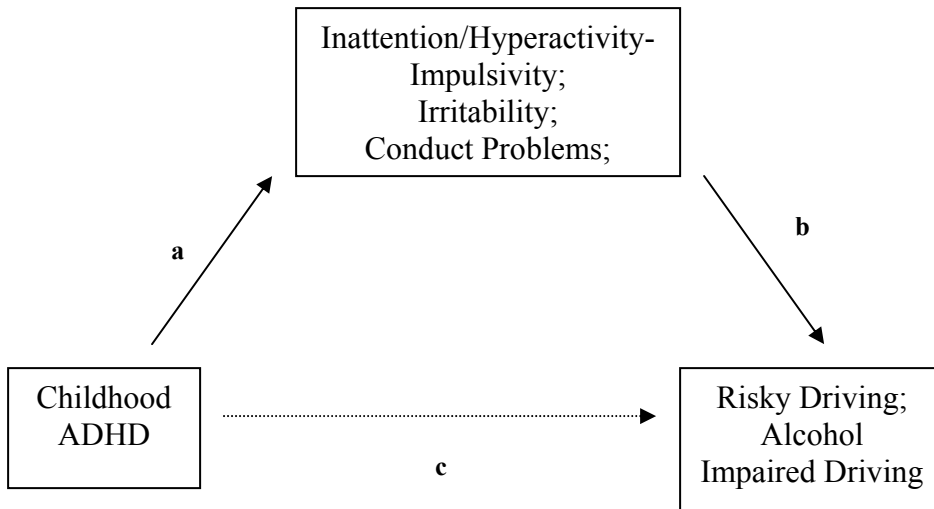 Inattention/Hyperactivity-
Impulsivity;
Irritability;
Conduct Problems;
a
b
Childhood
ADHD
c
Risky Driving;
Alcohol
Impaired Driving